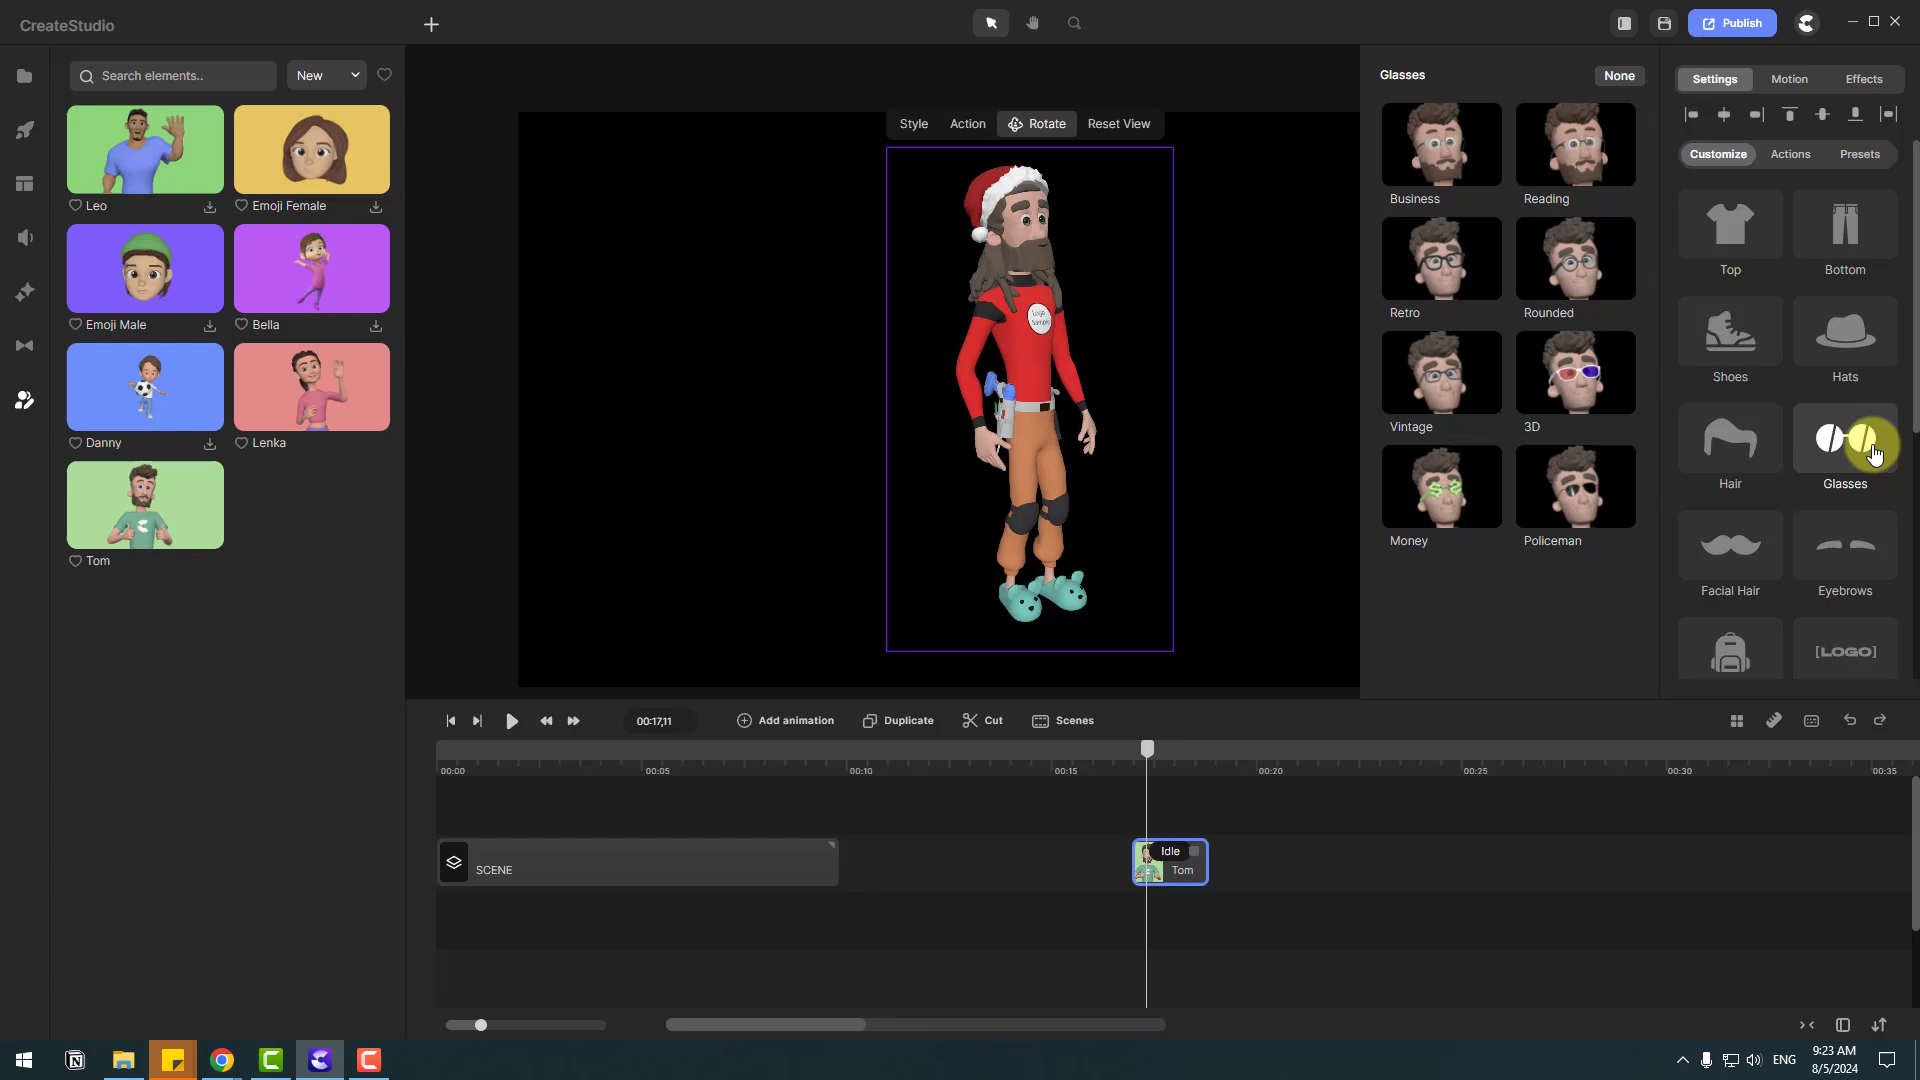 CreateStudio
Publish
Search elements..
New
Leo
Emoji Female
Emoji Male
Bella
Danny
Lenka
Tom
Style
Action
Rotate
Reset View
Logo
Sample
Glasses
None
Business
Reading
Retro
Rounded
Vintage
3D
Money
Policeman
Settings
Motion
Effects
Customize
Actions
Presets
Top
Bottom
Shoes
Hats
Hair
Glasses
Facial Hair
Eyebrows
[LOGO]
00:17,11
Add animation
Duplicate
Cut
Scenes
00:00
00:05
00:10
00:15
00:20
00:25
00:30
00:35
SCENE
Idle
Tom
ENG
9:23 AM
8/5/2024